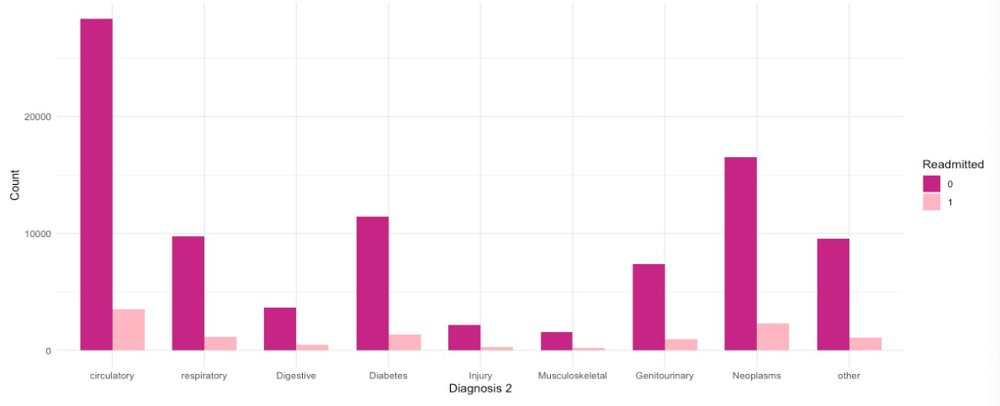 20000
10000
0
Count
circulatory
respiratory
Digestive
Diabetes
Injury
Musculoskeletal
Genitourinary
Neoplasms
other
Diagnosis 2
Readmitted
0
1